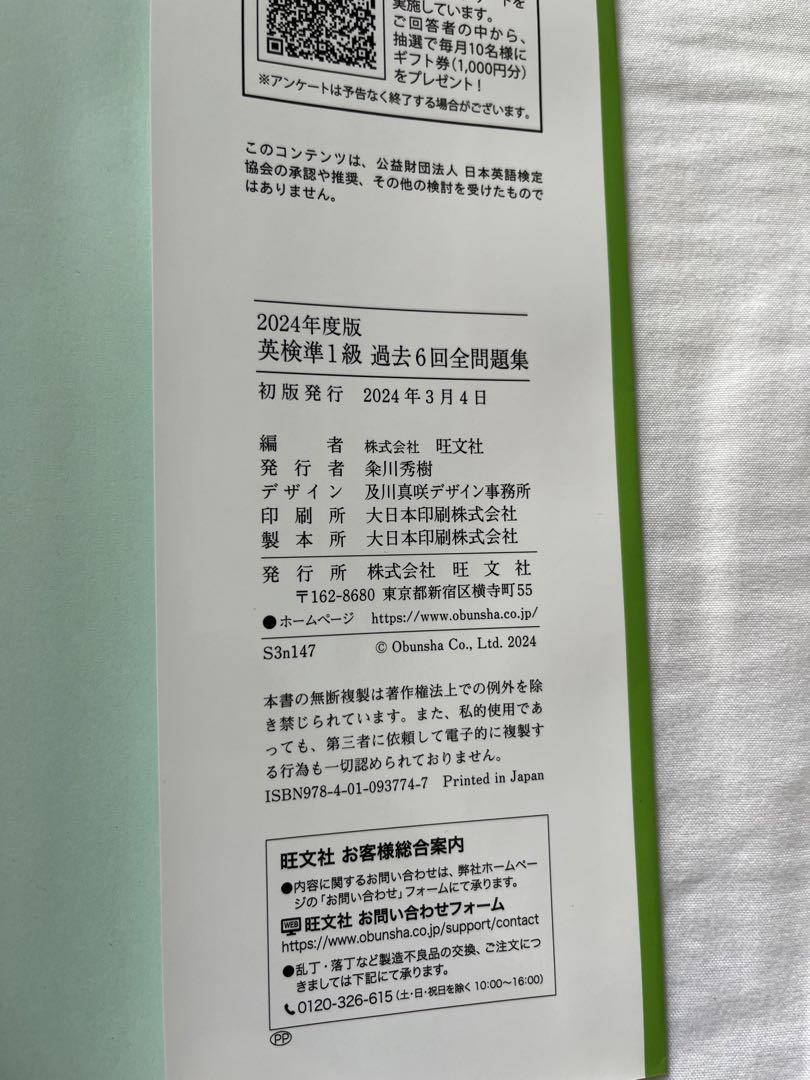 実施しています。
ご回答者の中から、
抽選で毎月10名様に
ギフト券（1,000円分）
をプレゼント！
※アンケートは予告なく終了する場合がございます。
このコンテンツは、公益財団法人 日本英語検定
協会の承認や推奨、その他の検討を受けたもので
はありません。
2024年度版
英検準1級 過去6回全問題集
初版発行 2024年3月4日
編者 株式会社 旺文社
発行者 粂川秀樹
デザイン 及川真咲デザイン事務所
印刷所 大日本印刷株式会社
製本所 大日本印刷株式会社
発行所 株式会社 旺文社
〒162-8680 東京都新宿区横寺町55
●ホームページ https://www.obunsha.co.jp/
S3n147 © Obunsha Co., Ltd. 2024
本書の無断複製は著作権法上での例外を除
き禁じられています。また、私的使用であ
っても、第三者に依頼して電子的に複製す
る行為も一切認められておりません。
ISBN978-4-01-093774-7 Printed in Japan
旺文社 お客様総合案内
●内容に関するお問い合わせは、弊社ホームペー
ジの「お問い合わせ」フォームにて承ります。
WEB 旺文社 お問い合わせフォーム
https://www.obunsha.co.jp/support/contact
●乱丁・落丁など製造不良品の交換、ご注文につ
きましては下記にて承ります。
0120-326-615（土・日・祝日を除く 10:00〜16:00）
PP